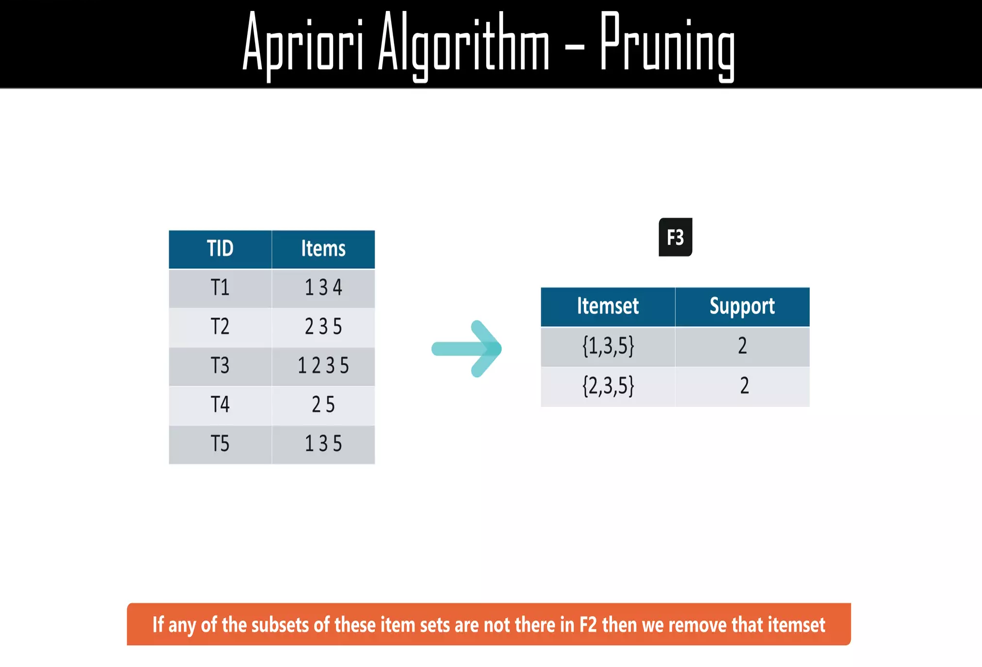 Apriori Algorithm – Pruning
F3
TID Items
T1 1 3 4
T2 2 3 5
T3 1 2 3 5
T4 2 5
T5 1 3 5
Itemset Support
{1,3,5} 2
{2,3,5} 2
If any of the subsets of these item sets are not there in F2 then we remove that itemset